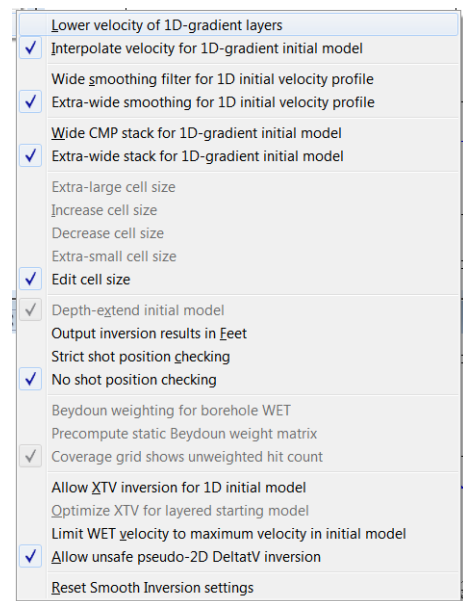 Lower velocity of 1D-gradient layers
Interpolate velocity for 1D-gradient initial model
Wide smoothing filter for 1D initial velocity profile
Extra-wide smoothing for 1D initial velocity profile
Wide CMP stack for 1D-gradient initial model
Extra-wide stack for 1D-gradient initial model
Extra-large cell size
Increase cell size
Decrease cell size
Extra-small cell size
Edit cell size
Depth-extend initial model
Output inversion results in Feet
Strict shot position checking
No shot position checking
Beydoun weighting for borehole WET
Precompute static Beydoun weight matrix
Coverage grid shows unweighted hit count
Allow XTV inversion for 1D initial model
Optimize XTV for layered starting model
Limit WET velocity to maximum velocity in initial model
Allow unsafe pseudo-2D DeltatV inversion
Reset Smooth Inversion settings